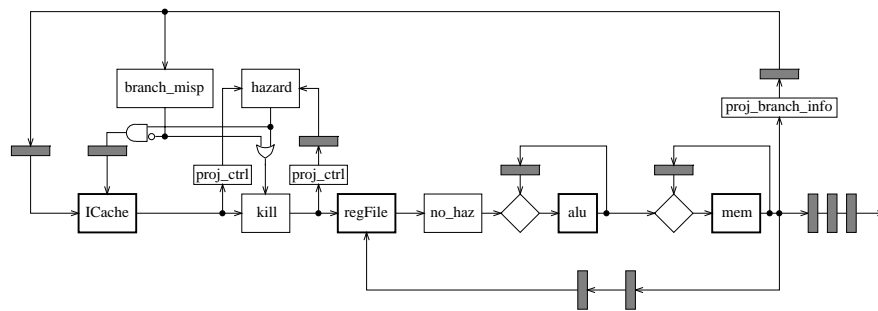 branch_misp
hazard
proj_branch_info
proj_ctrl
proj_ctrl
ICache
kill
regFile
no_haz
alu
mem